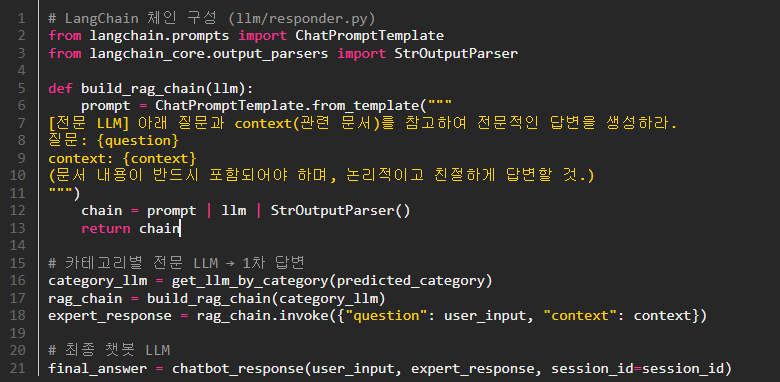 1 # LangChain 체인 구성 (llm/responder.py)
2 from langchain.prompts import ChatPromptTemplate
3 from langchain_core.output_parsers import StrOutputParser
4
5 def build_rag_chain(llm):
6     prompt = ChatPromptTemplate.from_template("""
7 [전문 LLM] 아래 질문과 context(관련 문서)를 참고하여 전문적인 답변을 생성하라.
8 질문: {question}
9 context: {context}
10 (문서 내용이 반드시 포함되어야 하며, 논리적이고 친절하게 답변할 것.)
11 """)
12     chain = prompt | llm | StrOutputParser()
13     return chain
14
15 # 카테고리별 전문 LLM → 1차 답변
16 category_llm = get_llm_by_category(predicted_category)
17 rag_chain = build_rag_chain(category_llm)
18 expert_response = rag_chain.invoke({"question": user_input, "context": context})
19
20 # 최종 챗봇 LLM
21 final_answer = chatbot_response(user_input, expert_response, session_id=session_id)